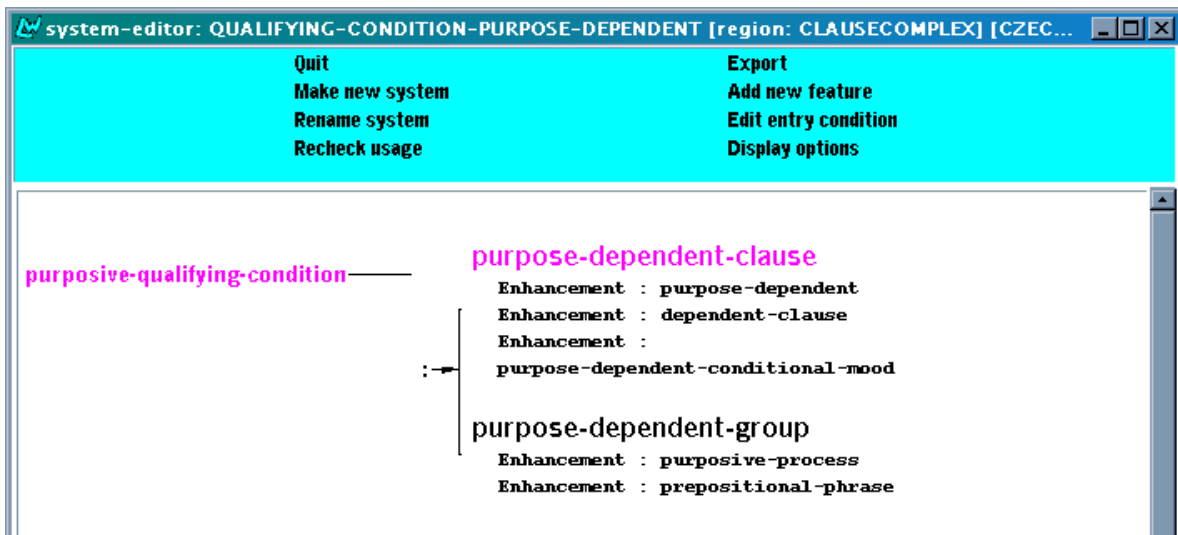 system-editor: QUALIFYING-CONDITION-PURPOSE-DEPENDENT [region: CLAUSECOMPLEX] [CZEC...
Quit Export
Make new system Add new feature
Rename system Edit entry condition
Recheck usage Display options
purpose-dependent-clause
purposive-qualifying-condition
Enhancement : purpose-dependent
Enhancement : dependent-clause
Enhancement :
:
purpose-dependent-conditional-mood
purpose-dependent-group
Enhancement : purposive-process
Enhancement : prepositional-phrase